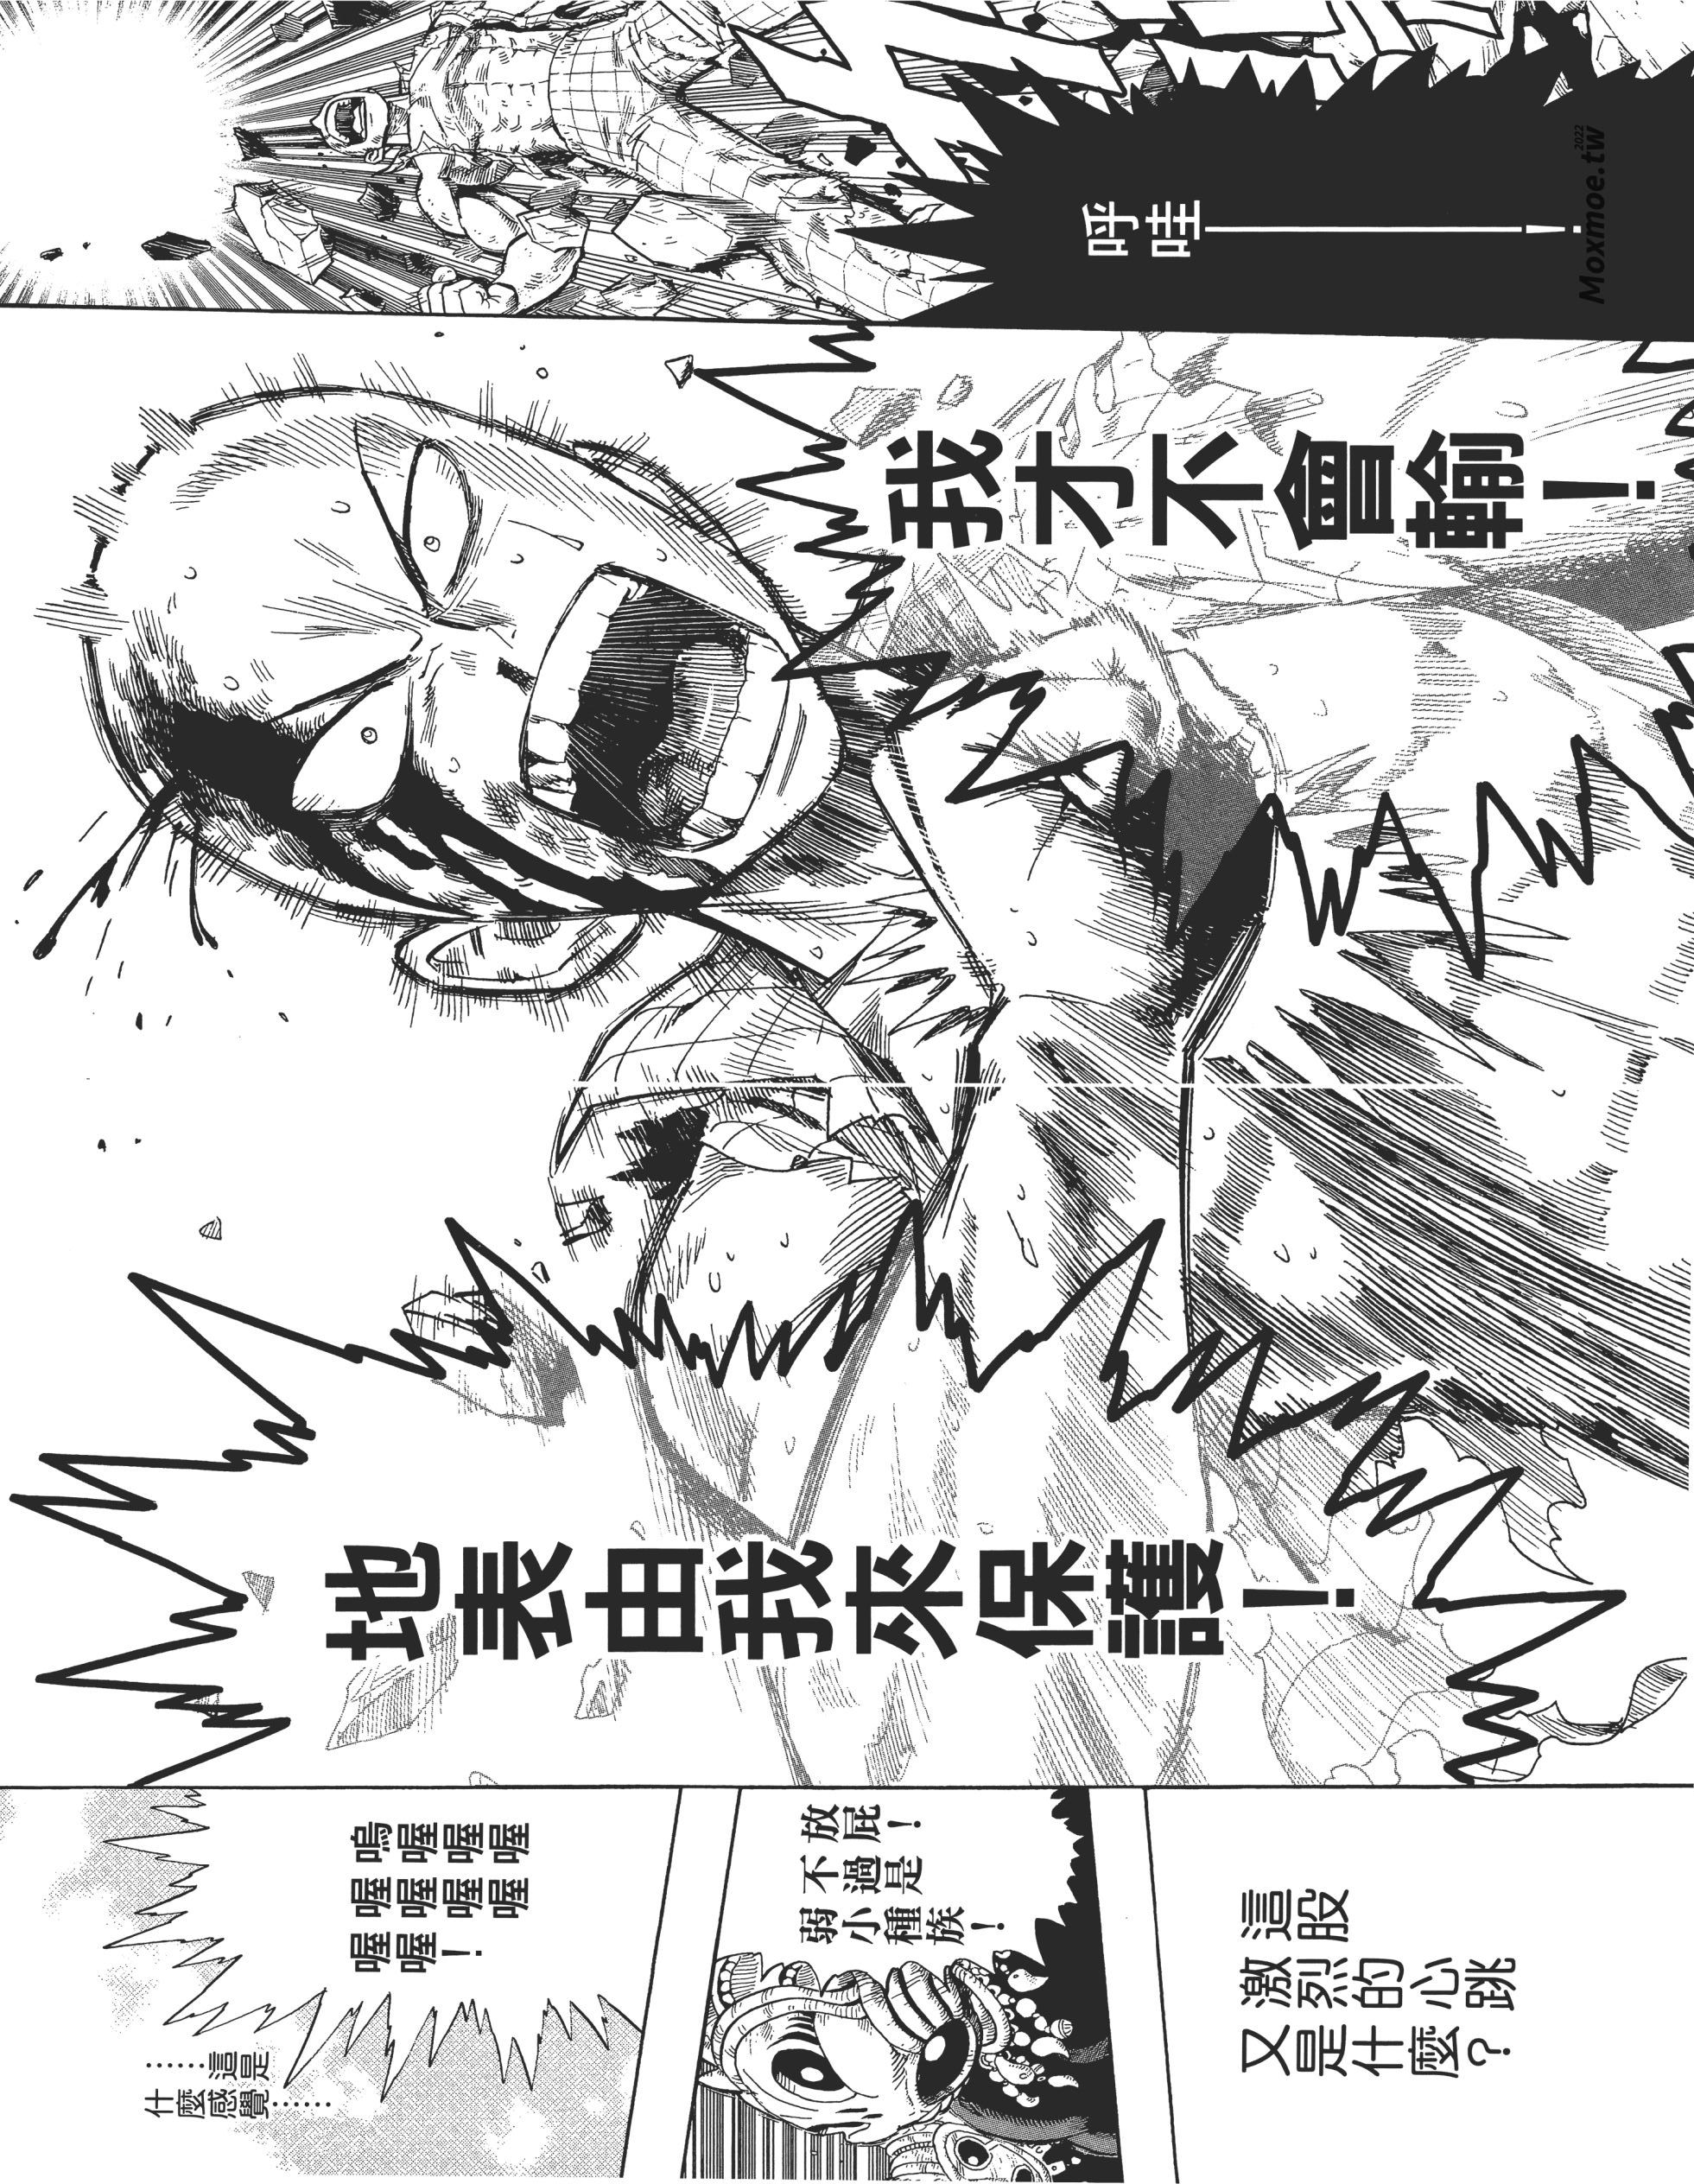 呼哇——！
我才不會輸！
地表由我來保護！
嗚喔喔喔
喔喔喔喔
喔喔！
……這是
什麼感覺……
放屁！
不過是
弱小種族！
這股
激烈的心跳
又是什麼？
Moxmoe.tw
2022